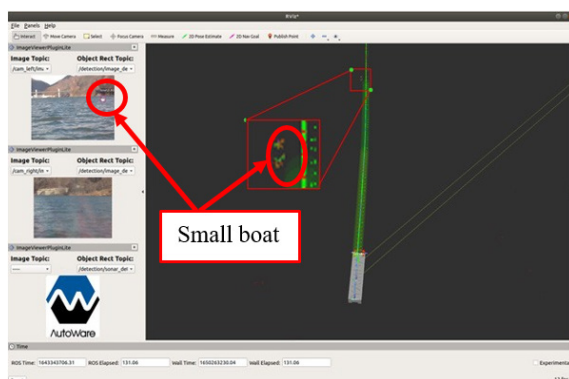 RViz*
File Panels Help
Interact Move Camera Select Focus Camera Measure 2D Pose Estimate 2D Nav Goal Publish Point
ImageViewerPluginLite
Image Topic: Object Rect Topic:
/cam_left/ima /detection/image_de
ImageViewerPluginLite
Image Topic: Object Rect Topic:
/cam_right/in /detection/image_de
Small boat
ImageViewerPluginLite
Image Topic: Object Rect Topic:
---- /detection/sonar_det
AutoWare
Time
ROS Time: 1643343706.31 ROS Elapsed: 131.06 Wall Time: 1650263230.04 Wall Elapsed: 131.06 Experimental